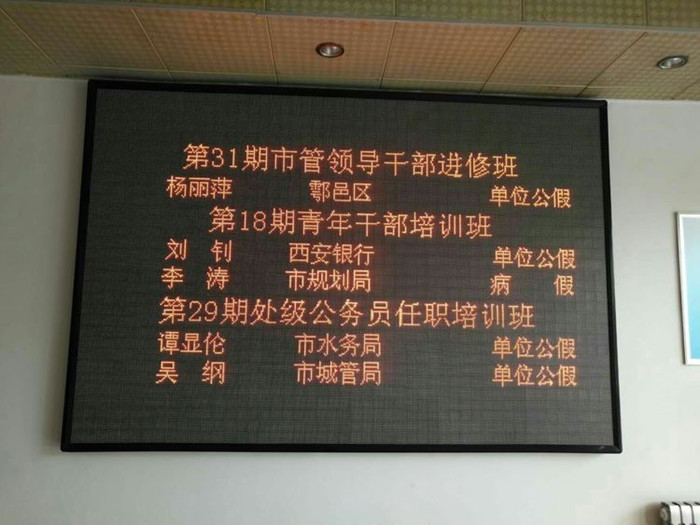 第31期市管领导干部进修班
杨丽萍 鄠邑区 单位公假
第18期青年干部培训班
刘 钊 西安银行 单位公假
李 涛 市规划局 病 假
第29期处级公务员任职培训班
谭显伦 市水务局 单位公假
吴 纲 市城管局 单位公假